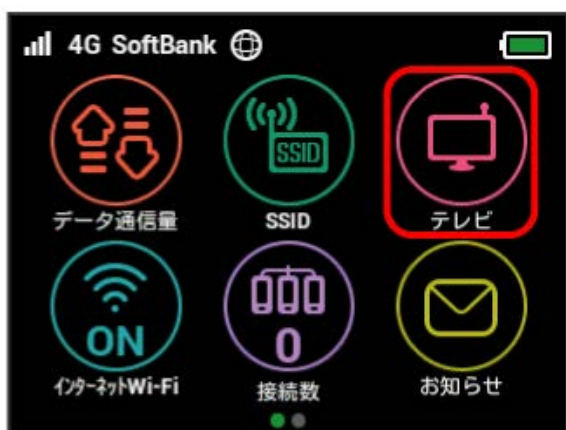 4G SoftBank
SSID
データ通信量
SSID
テレビ
ON
0
インターネットWi-Fi
接続数
お知らせ